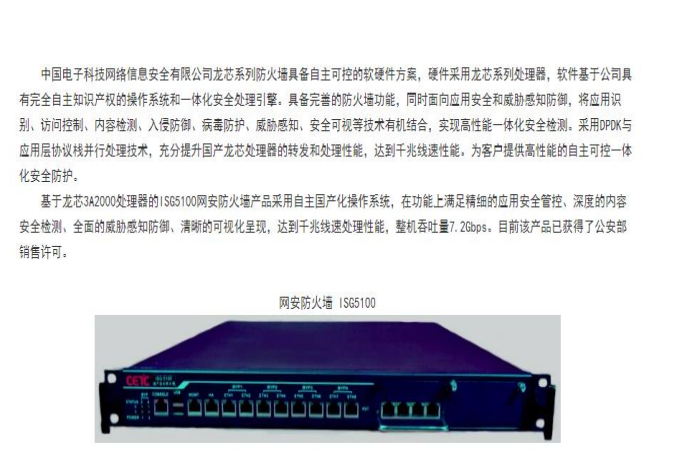 中国电子科技网络信息安全有限公司龙芯系列防火墙具备自主可控的软硬件方案，硬件采用龙芯系列处理器，软件基于公司具
有完全自主知识产权的操作系统和一体化安全处理引擎。具备完善的防火墙功能，同时面向应用安全和威胁感知防御，将应用识
别、访问控制、内容检测、入侵防御、病毒防护、威胁感知、安全可视等技术有机结合，实现高性能一体化安全检测。采用DPDK与
应用层协议栈并行处理技术，充分提升国产龙芯处理器的转发和处理性能，达到千兆线速性能。为客户提供高性能的自主可控一体
化安全防护。
基于龙芯3A2000处理器的ISG5100网安防火墙产品采用自主国产化操作系统，在功能上满足精细的应用安全管控、深度的内容
安全检测、全面的威胁感知防御、清晰的可视化呈现，达到千兆线速处理性能，整机吞吐量7.2Gbps。目前该产品已获得了公安部
销售许可。
网安防火墙 ISG5100
CETC ISG5100
CONSOLE USB MGMT HA ETH1 ETH2 ETH3 ETH4 ETH5 ETH6 ETH7 ETH8
STATUS
POWER